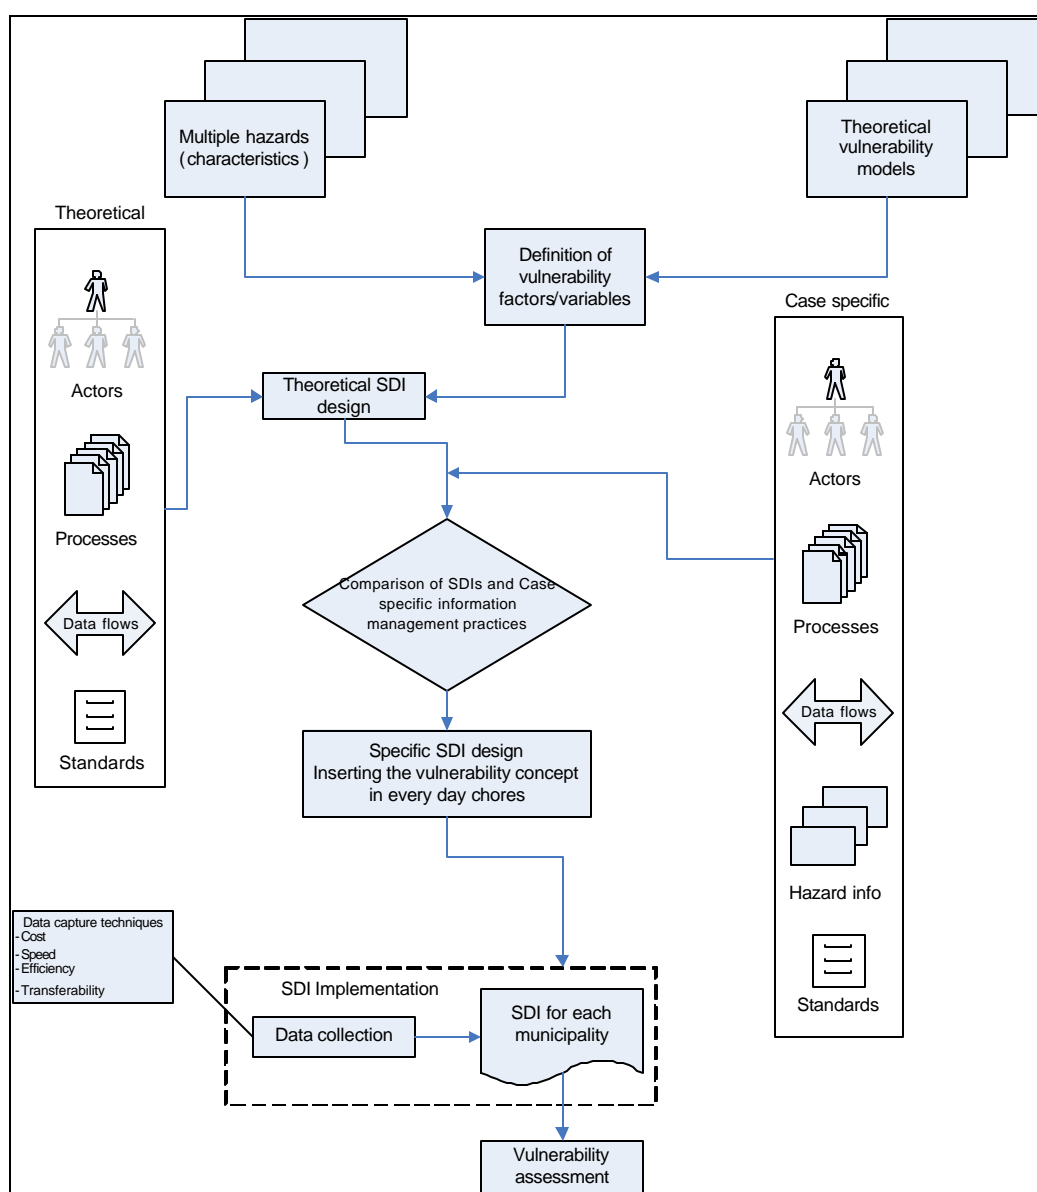 Multiple hazards
(characteristics)
Theoretical
vulnerability
models
Theoretical
Definition of
vulnerability
factors/variables
Case specific
Actors
Theoretical SDI
design
Actors
Processes
Comparison of SDIs and Case
specific information
management practices
Data flows
Processes
Standards
Data flows
Specific SDI design
Inserting the vulnerability concept
in every day chores
Hazard info
Data capture techniques
- Cost
- Speed
- Efficiency
- Transferability
SDI Implementation
Data collection
SDI for each
municipality
Standards
Vulnerability
assessment